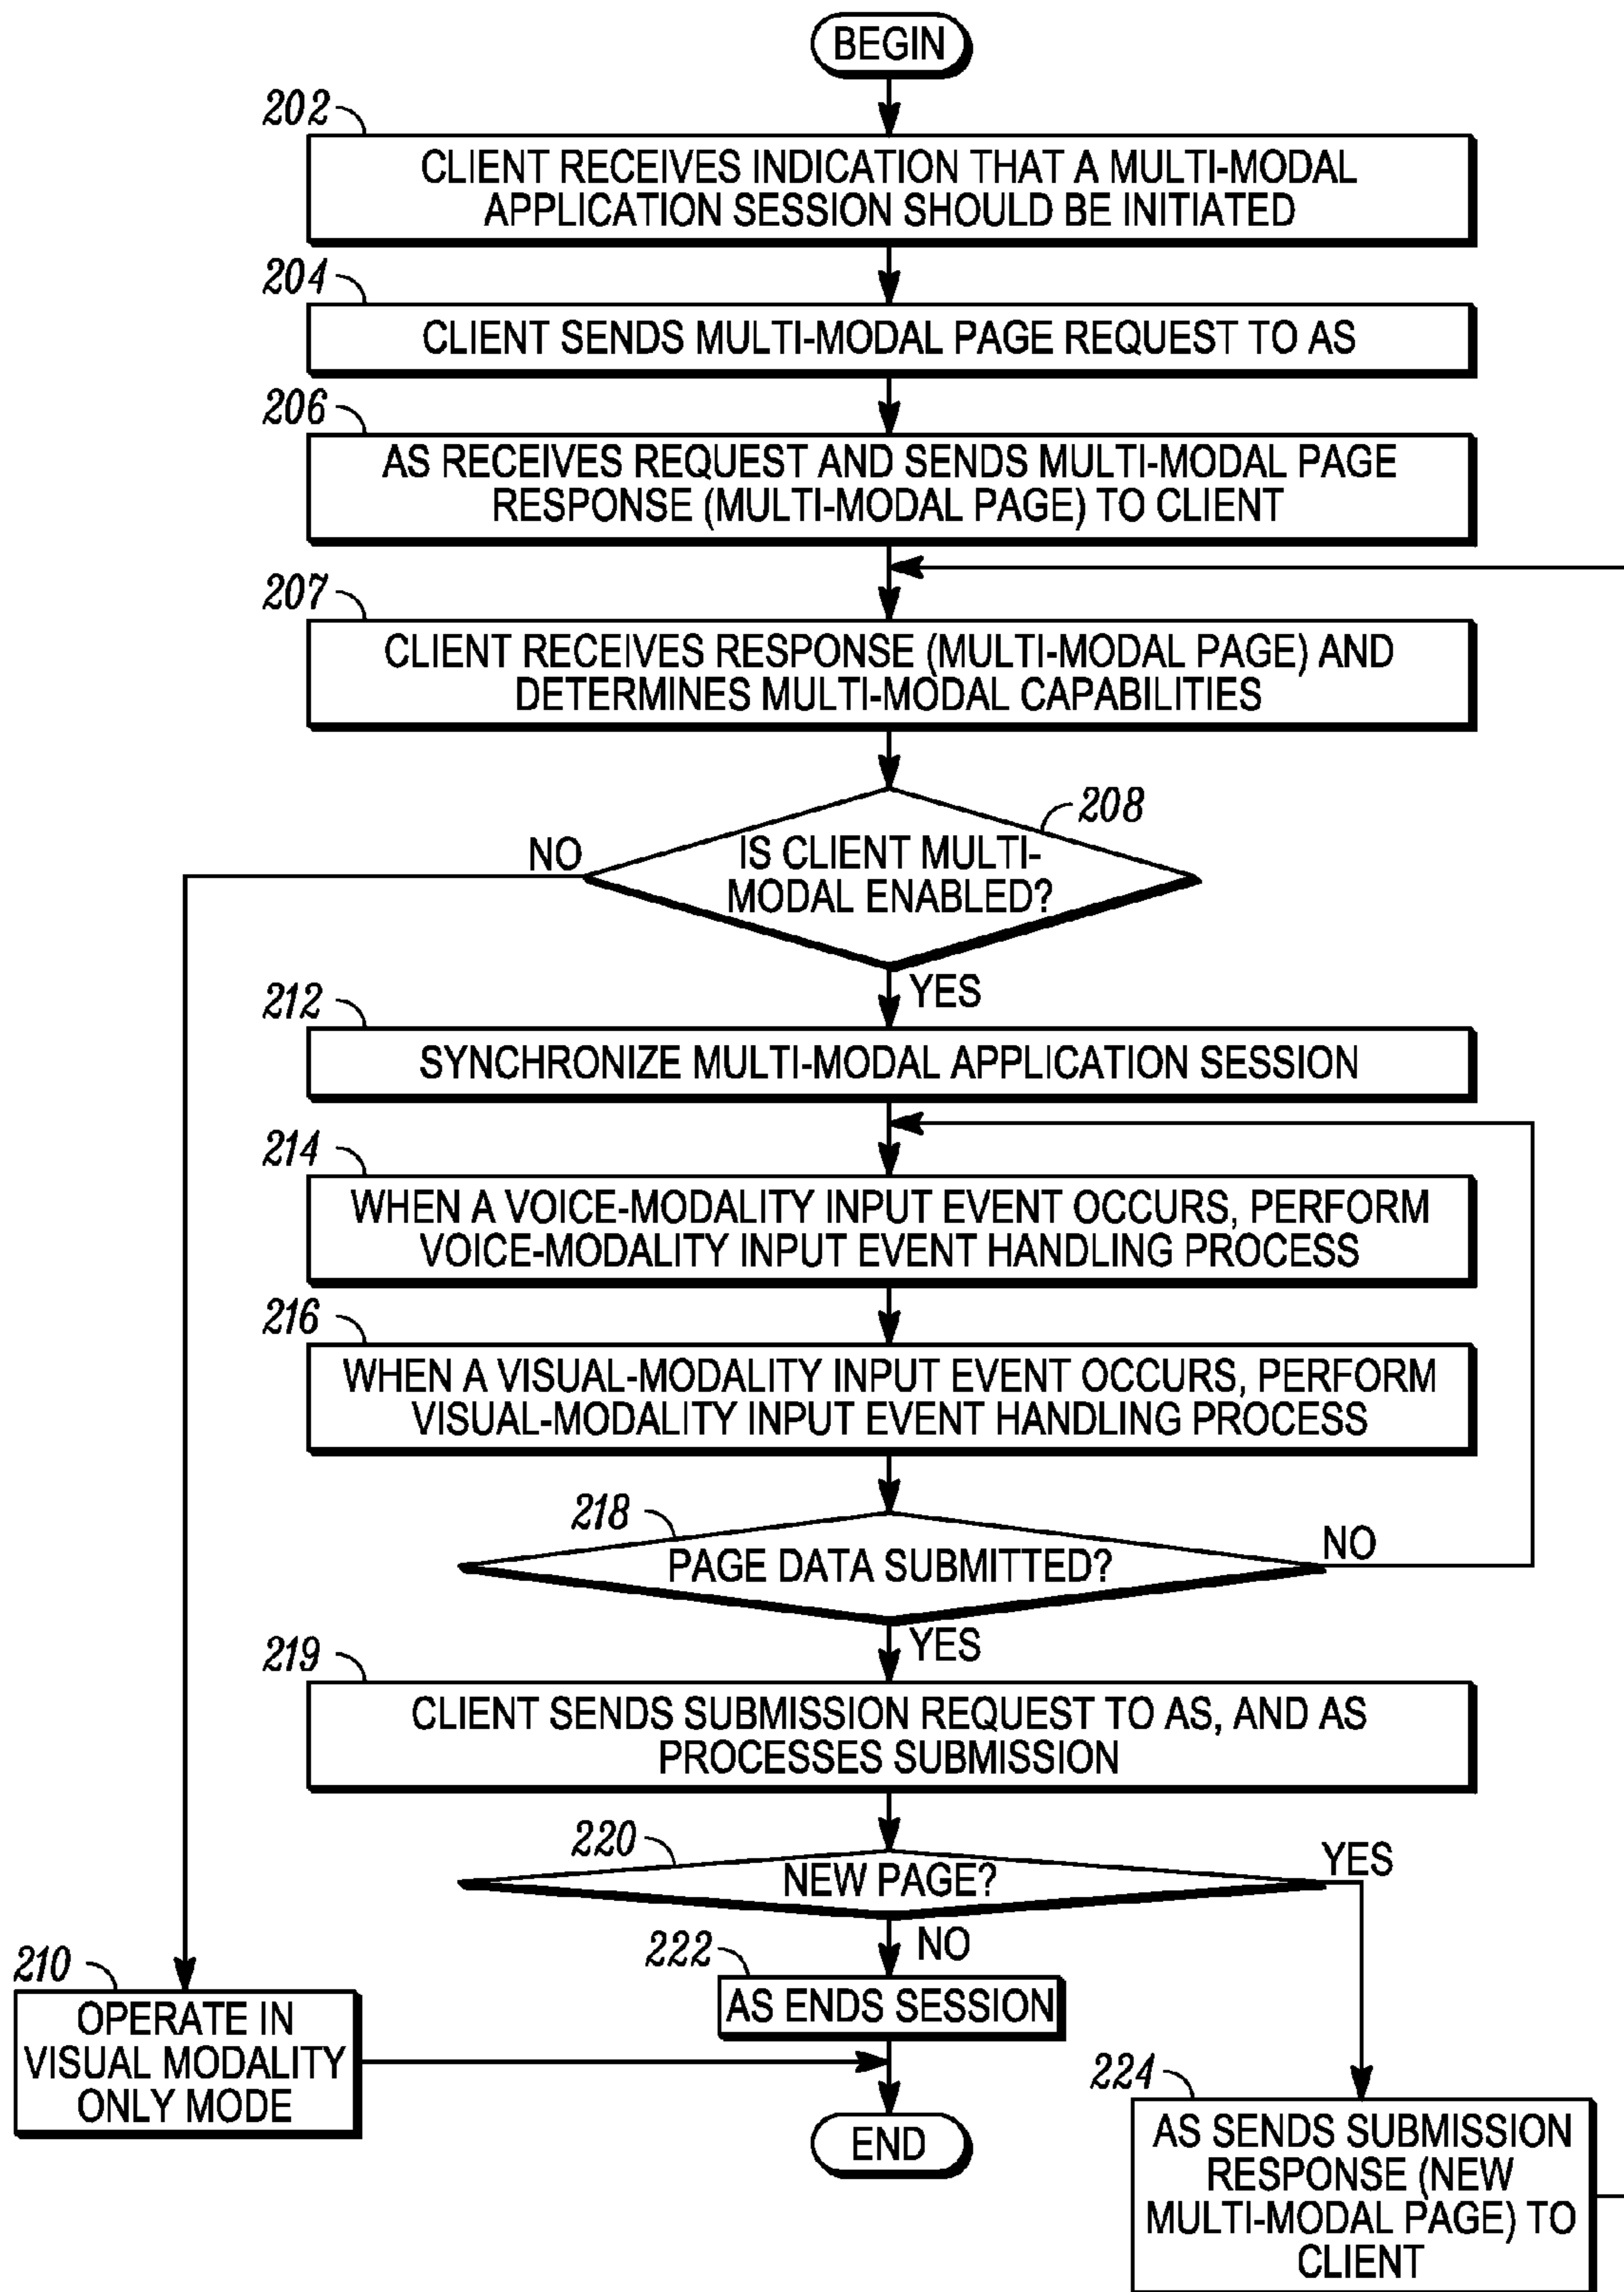 BEGIN
202
CLIENT RECEIVES INDICATION THAT A MULTI-MODAL
APPLICATION SESSION SHOULD BE INITIATED
204
CLIENT SENDS MULTI-MODAL PAGE REQUEST TO AS
206
AS RECEIVES REQUEST AND SENDS MULTI-MODAL PAGE
RESPONSE (MULTI-MODAL PAGE) TO CLIENT
207
CLIENT RECEIVES RESPONSE (MULTI-MODAL PAGE) AND
DETERMINES MULTI-MODAL CAPABILITIES
208
NO
IS CLIENT MULTI-
MODAL ENABLED?
YES
212
SYNCHRONIZE MULTI-MODAL APPLICATION SESSION
214
WHEN A VOICE-MODALITY INPUT EVENT OCCURS, PERFORM
VOICE-MODALITY INPUT EVENT HANDLING PROCESS
216
WHEN A VISUAL-MODALITY INPUT EVENT OCCURS, PERFORM
VISUAL-MODALITY INPUT EVENT HANDLING PROCESS
218
PAGE DATA SUBMITTED?
NO
YES
219
CLIENT SENDS SUBMISSION REQUEST TO AS, AND AS
PROCESSES SUBMISSION
220
NEW PAGE?
YES
NO
222
AS ENDS SESSION
210
OPERATE IN
VISUAL MODALITY
ONLY MODE
END
224
AS SENDS SUBMISSION
RESPONSE (NEW
MULTI-MODAL PAGE) TO
CLIENT